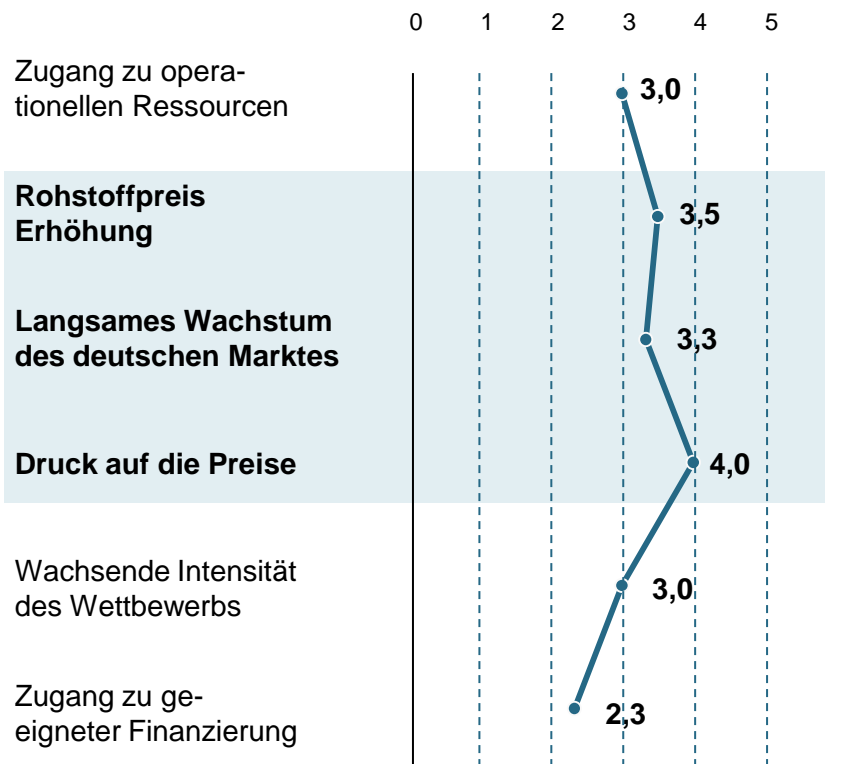 0 1 2 3 4 5
Zugang zu opera-
tionellen Ressourcen
3,0
Rohstoffpreis
Erhöhung
3,5
Langsames Wachstum
des deutschen Marktes
3,3
Druck auf die Preise
4,0
Wachsende Intensität
des Wettbewerbs
3,0
Zugang zu ge-
eigneter Finanzierung
2,3